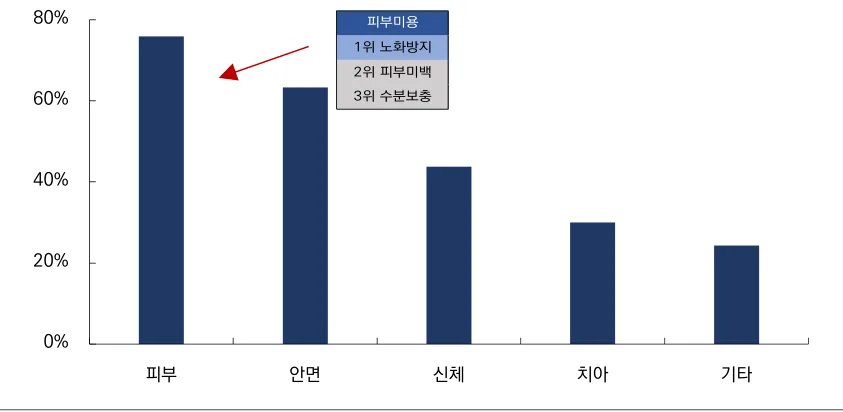 80%
피부미용
1위 노화방지
2위 피부미백
3위 수분보충
60%
40%
20%
0%
피부 안면 신체 치아 기타